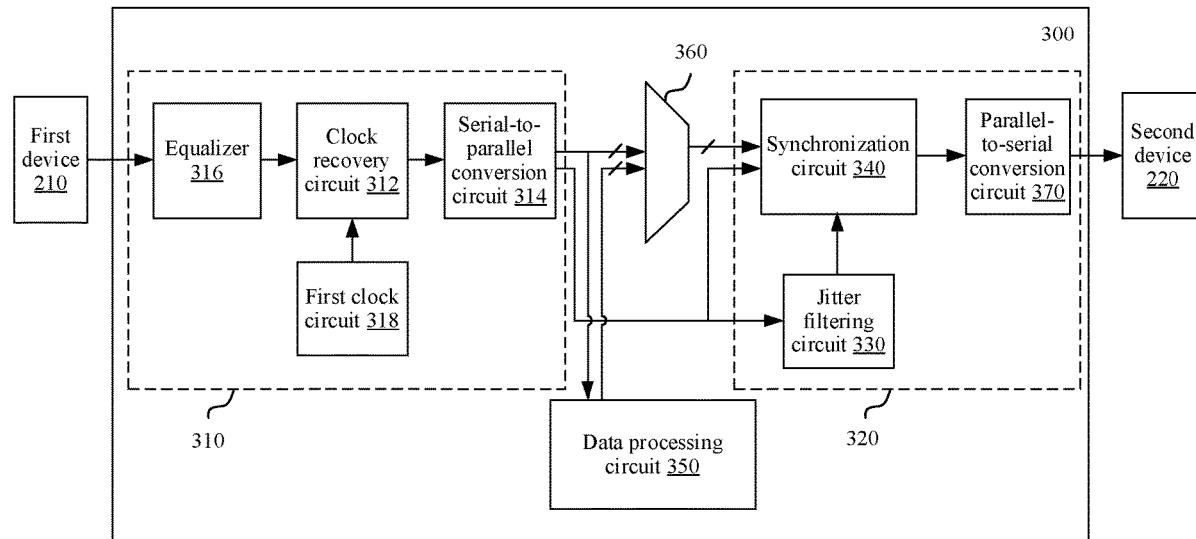 300
360
First
device
210
Equalizer
316
Clock
recovery
circuit 312
Serial-to-
parallel
conversion
circuit 314
Synchronization
circuit 340
Parallel-
to-serial
conversion
circuit 370
Second
device
220
First clock
circuit 318
Jitter
filtering
circuit 330
310
320
Data processing
circuit 350